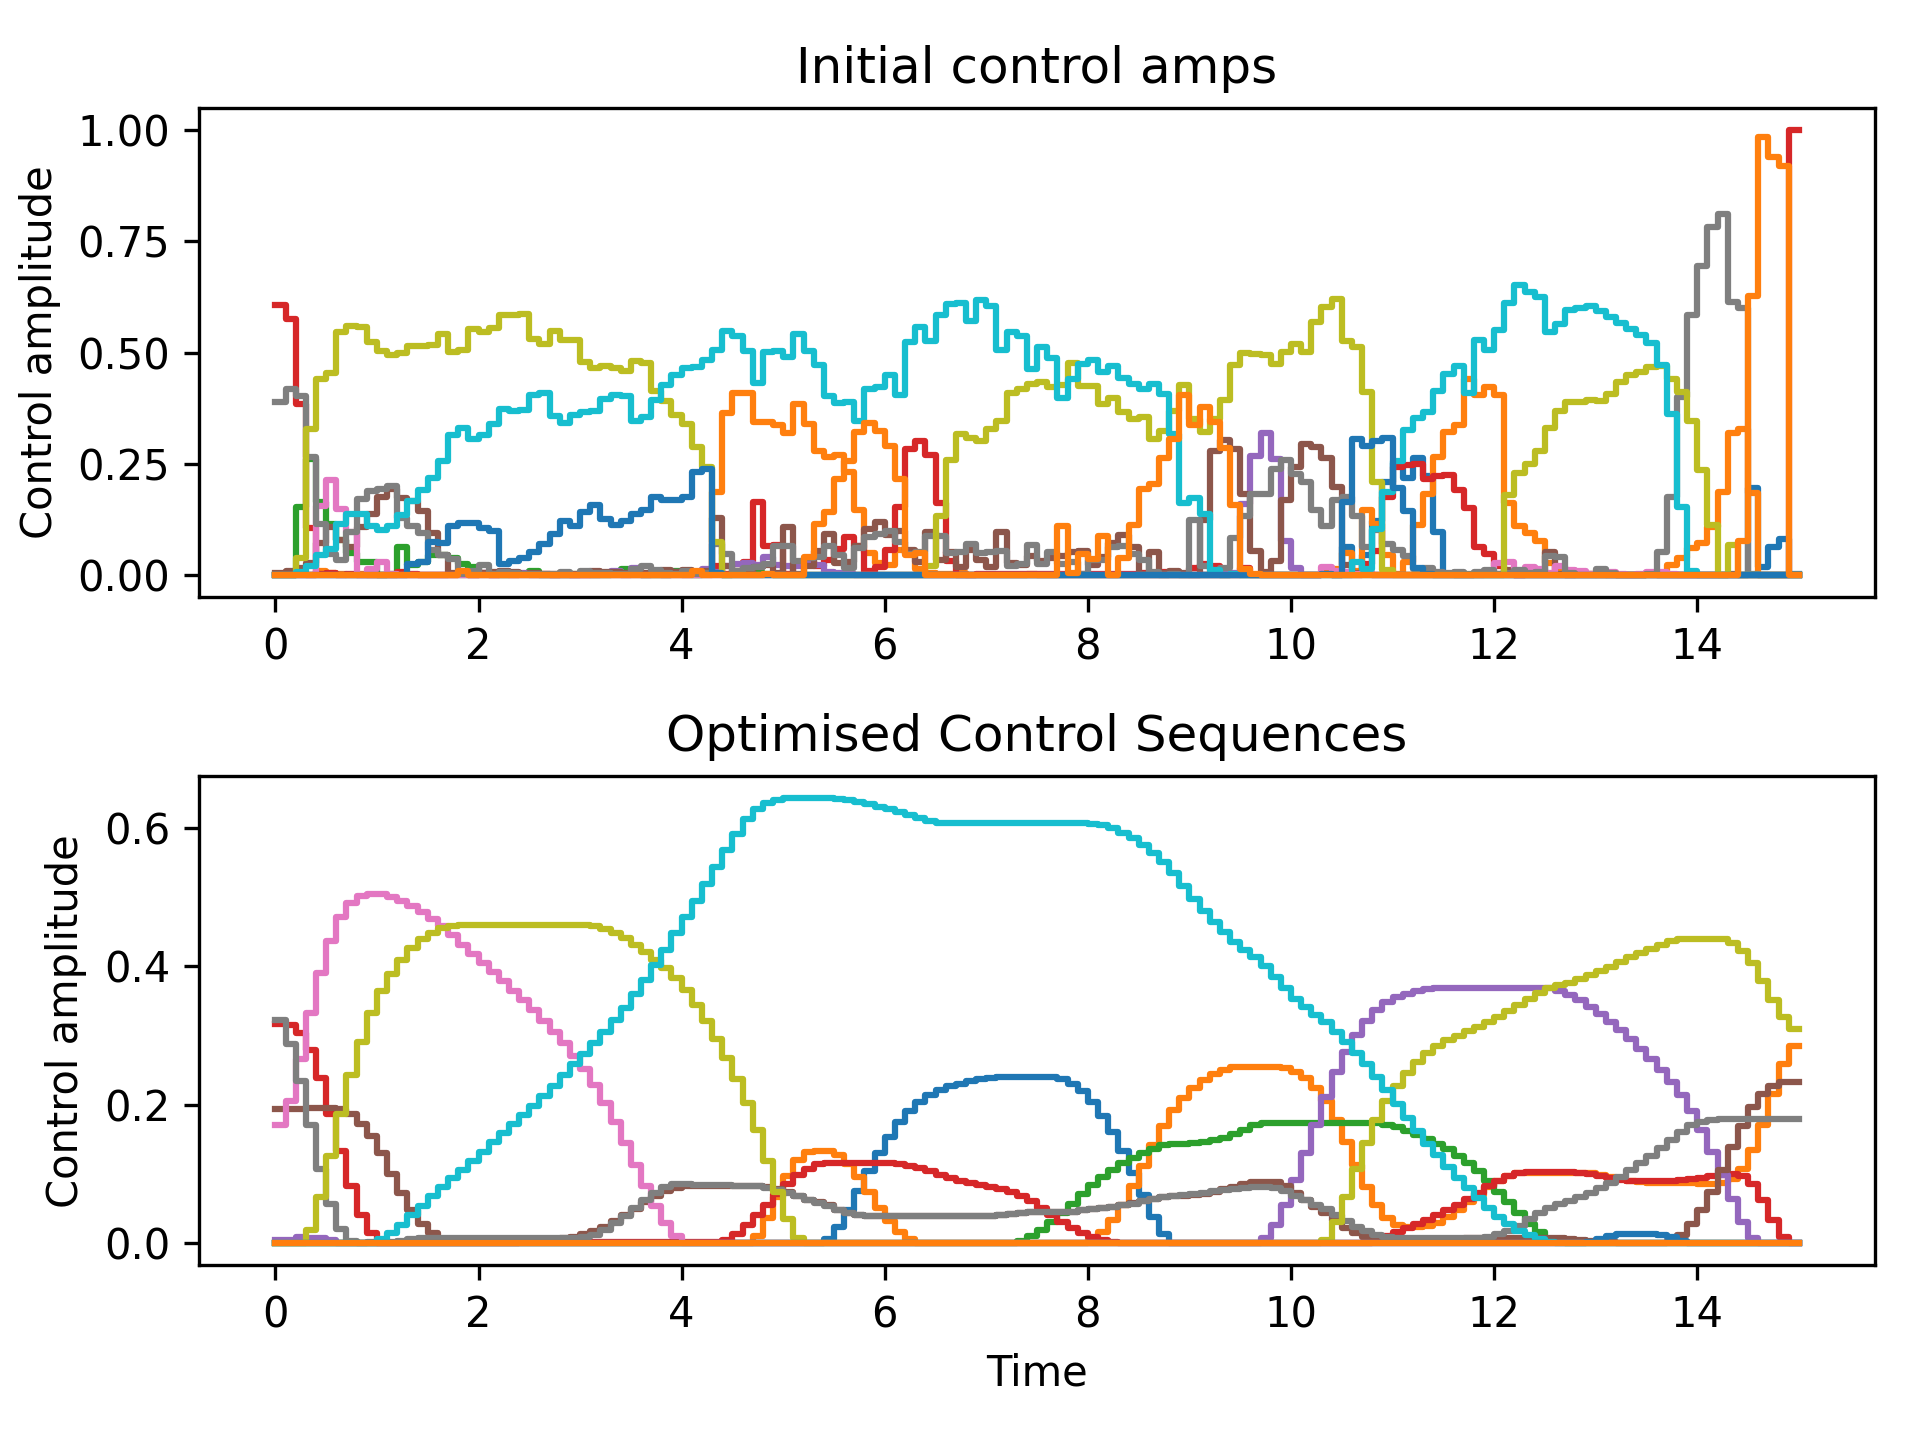 Initial control amps
Control amplitude
1.00
0.75
0.50
0.25
0.00
0 2 4 6 8 10 12 14
Optimised Control Sequences
Control amplitude
0.6
0.4
0.2
0.0
0 2 4 6 8 10 12 14
Time